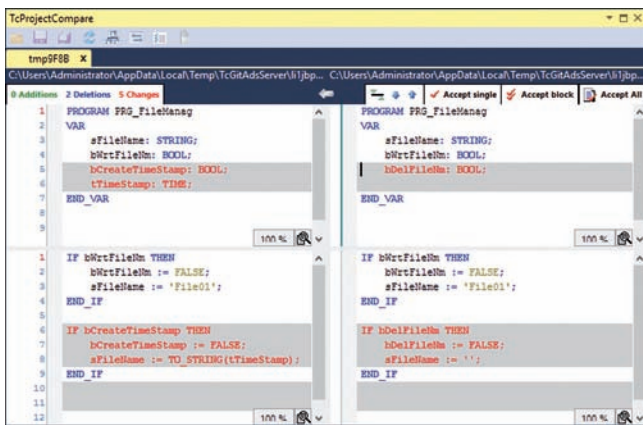 TcProjectCompare
tmp9F8B X
C:\Users\Administrator\AppData\Local\Temp\TcGitAdsServer\li1jbp... C:\Users\Administrator\AppData\Local\Temp\TcGitAdsServer\li1jbp...
0 Additions 2 Deletions 5 Changes
Accept single Accept block Accept All
1 PROGRAM PRG_FileManag
2 VAR
3 sFileName: STRING;
4 bWrtFileNm: BOOL;
5 bCreateTimeStamp: BOOL;
6 tTimeStamp: TIME;
7 END_VAR
8
9
100 %
PROGRAM PRG_FileManag
VAR
sFileName: STRING;
bWrtFileNm: BOOL;
bDelFileNm: BOOL;
END_VAR
100 %
1 IF bWrtFileNm THEN
2 bWrtFileNm := FALSE;
3 sFileName := 'File01';
4 END_IF
5
6 IF bCreateTimeStamp THEN
7 bCreateTimeStamp := FALSE;
8 sFileName := TO_STRING(tTimeStamp);
9 END_IF
10
11
12
100 %
IF bWrtFileNm THEN
bWrtFileNm := FALSE;
sFileName := 'File01';
END_IF
IF bDelFileNm THEN
bDelFileNm := FALSE;
sFileName := '';
END_IF
100 %